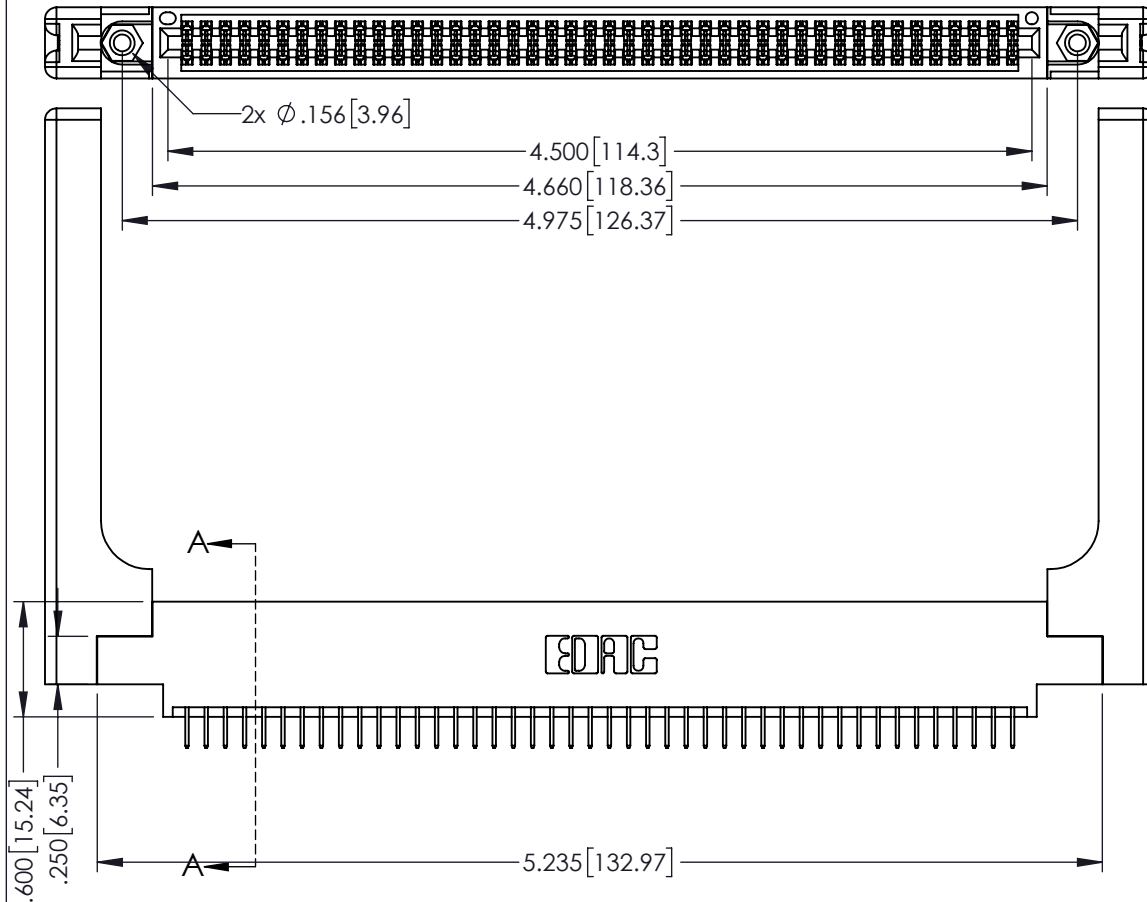 2x Ø .156[3.96]
4.500[114.3]
4.660[118.36]
4.975[126.37]
A
EDAC
.600[15.24]
.250[6.35]
A
5.235[132.97]